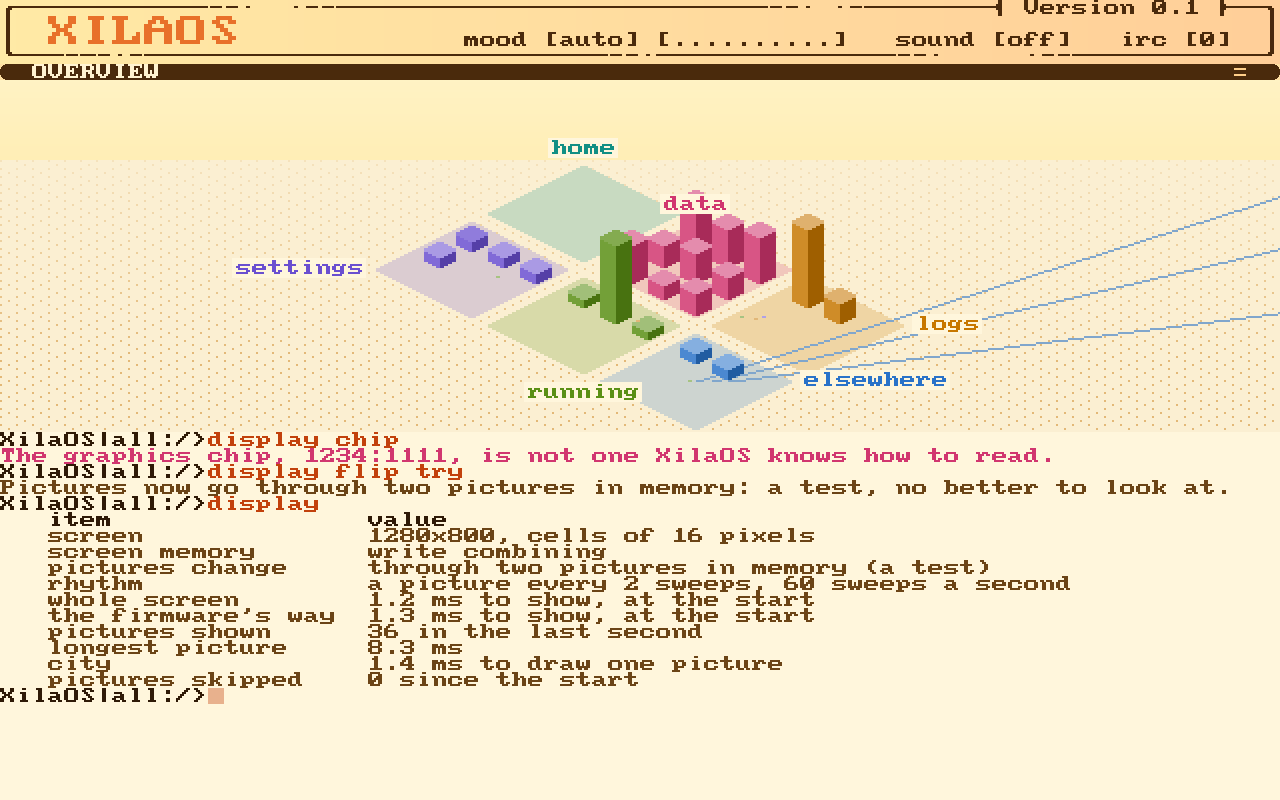 Version 0.1
XILAOS
mood [auto] [..........] sound [off] irc [0]
OVERVIEW =
home
data
settings
logs
elsewhere
running
XilaOS|all:/>display chip
The graphics chip, 1234:1111, is not one XilaOS knows how to read.
XilaOS|all:/>display flip try
Pictures now go through two pictures in memory: a test, no better to look at.
XilaOS|all:/>display
item value
screen 1280x800, cells of 16 pixels
screen memory write combining
pictures change through two pictures in memory (a test)
rhythm a picture every 2 sweeps, 60 sweeps a second
whole screen 1.2 ms to show, at the start
the firmware's way 1.3 ms to show, at the start
pictures shown 36 in the last second
longest picture 8.3 ms
city 1.4 ms to draw one picture
pictures skipped 0 since the start
XilaOS|all:/>